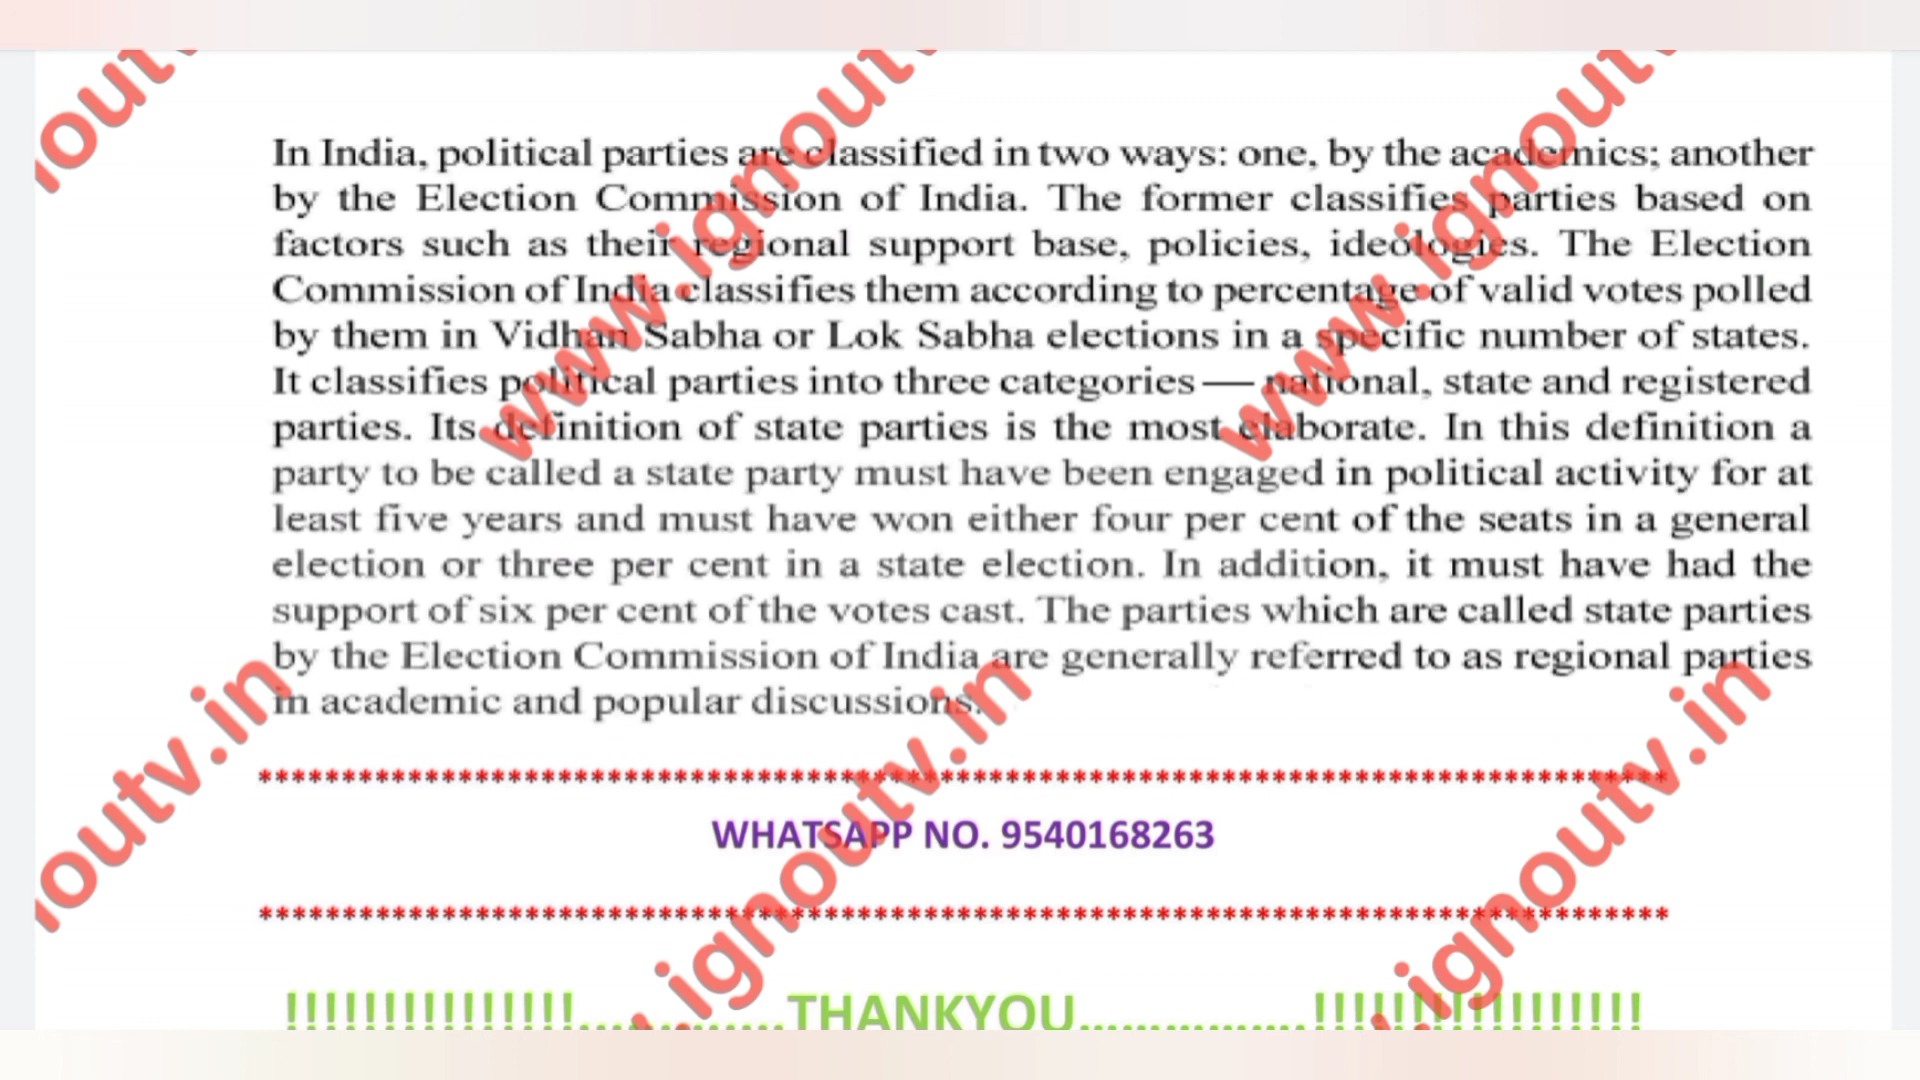 In India, political parties are classified in two ways: one, by the academics; another
by the Election Commission of India. The former classifies parties based on
factors such as their regional support base, policies, ideologies. The Election
Commission of India classifies them according to percentage of valid votes polled
by them in Vidhan Sabha or Lok Sabha elections in a specific number of states.
It classifies political parties into three categories— national, state and registered
parties. Its definition of state parties is the most elaborate. In this definition a
party to be called a state party must have been engaged in political activity for at
least five years and must have won either four per cent of the seats in a general
election or three per cent in a state election. In addition, it must have had the
support of six per cent of the votes cast. The parties which are called state parties
by the Election Commission of India are generally referred to as regional parties
in academic and popular discussions.
WHATSAPP NO. 9540168263
!!!!!!!!!!!!!!!!!...............THANKYOU.................!!!!!!!!!!!!!!!!!!!
www.ignoutv
www.ignoutv
outv
noutv.in
.ignoutv.in
.ignoutv.in